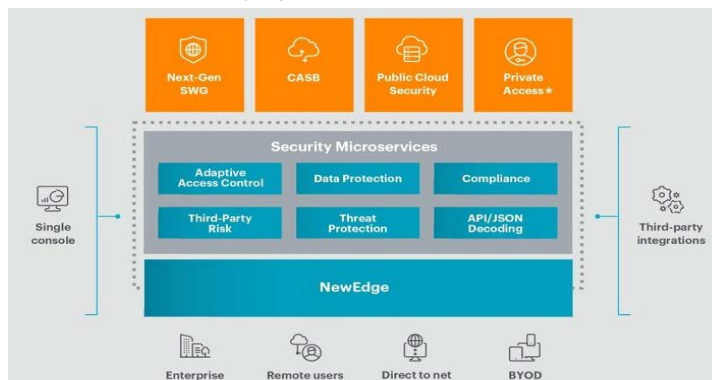 Next-Gen
SWG
CASB
Public Cloud
Security
Private
Access★
Security Microservices
Adaptive
Access Control
Data Protection
Compliance
Third-Party
Risk
Threat
Protection
API/JSON
Decoding
Single
console
Third-party
integrations
NewEdge
Enterprise
Remote users
Direct to net
BYOD